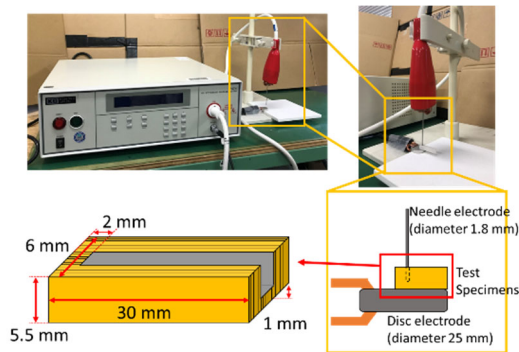 2 mm
6 mm
30 mm
5.5 mm
1 mm
Needle electrode
(diameter 1.8 mm)
Test
Specimens
Disc electrode
(diameter 25 mm)